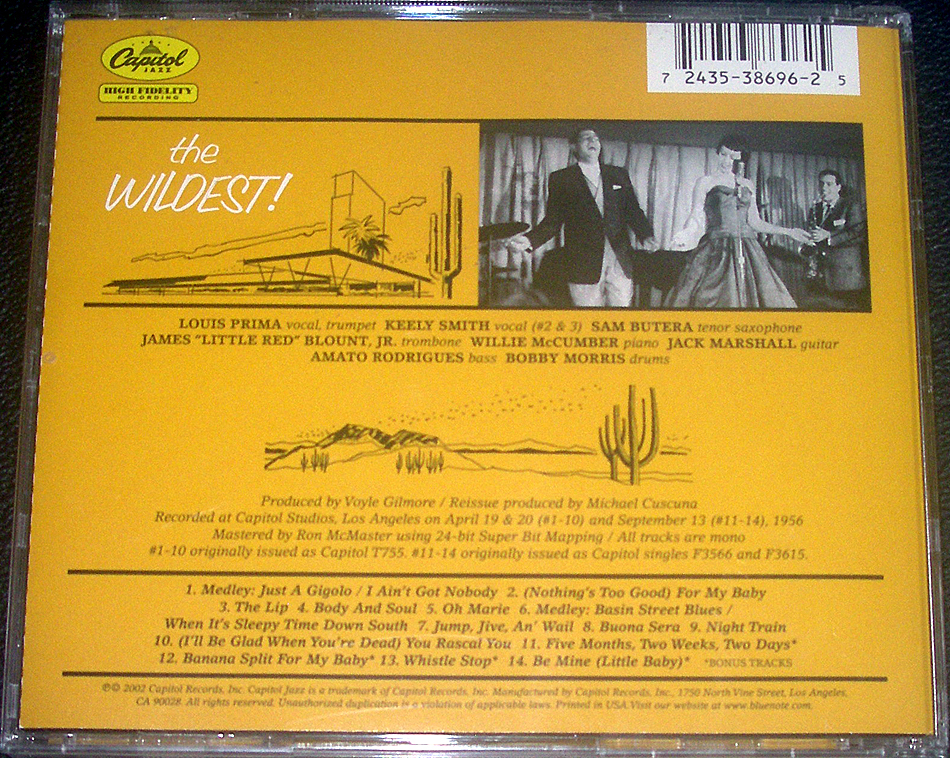 Capitol
JAZZ
HIGH FIDELITY
RECORDING
7 2435-38696-2 5
the
WILDEST!
LOUIS PRIMA vocal, trumpet KEELY SMITH vocal (#2 & 3) SAM BUTERA tenor saxophone
JAMES "LITTLE RED" BLOUNT, JR. trombone WILLIE McCUMBER piano JACK MARSHALL guitar
AMATO RODRIGUES bass BOBBY MORRIS drums
Produced by Voyle Gilmore / Reissue produced by Michael Cuscuna
Recorded at Capitol Studios, Los Angeles on April 19 & 20 (#1-10) and September 13 (#11-14), 1956
Mastered by Ron McMaster using 24-bit Super Bit Mapping / All tracks are mono
#1-10 originally issued as Capitol T755. #11-14 originally issued as Capitol singles F3566 and F3615.
1. Medley: Just A Gigolo / I Ain't Got Nobody 2. (Nothing's Too Good) For My Baby
3. The Lip 4. Body And Soul 5. Oh Marie 6. Medley: Basin Street Blues /
When It's Sleepy Time Down South 7. Jump, Jive, An' Wail 8. Buona Sera 9. Night Train
10. (I'll Be Glad When You're Dead) You Rascal You 11. Five Months, Two Weeks, Two Days*
12. Banana Split For My Baby* 13. Whistle Stop* 14. Be Mine (Little Baby)* *BONUS TRACKS
℗© 2002 Capitol Records, Inc. Capitol Jazz is a trademark of Capitol Records, Inc. Manufactured by Capitol Records, Inc., 1750 North Vine Street, Los Angeles,
CA 90028. All rights reserved. Unauthorized duplication is a violation of applicable laws. Printed in USA. Visit our website at www.bluenote.com.